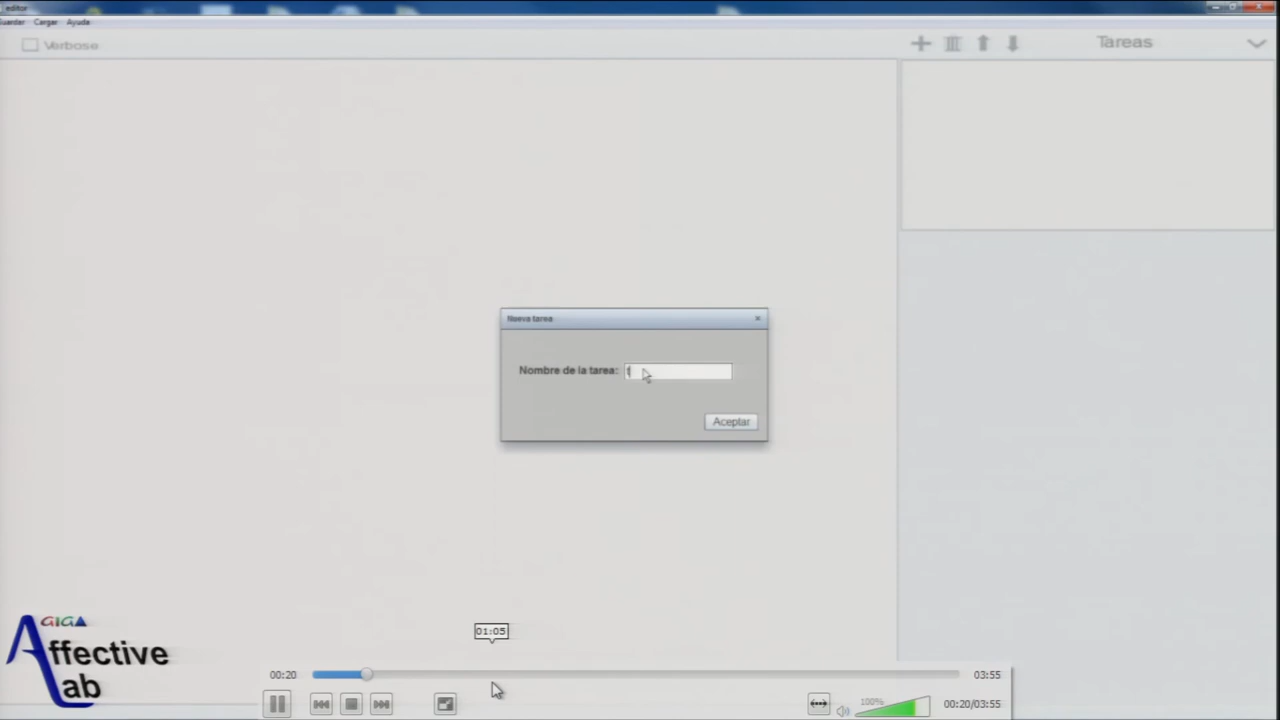 editor
Guardar Cargar Ayuda
Verbose
Tareas
Nueva tarea
Nombre de la tarea:
Aceptar
GIGA
Affective
Lab
01:05
00:20
03:55
100%
00:20/03:55